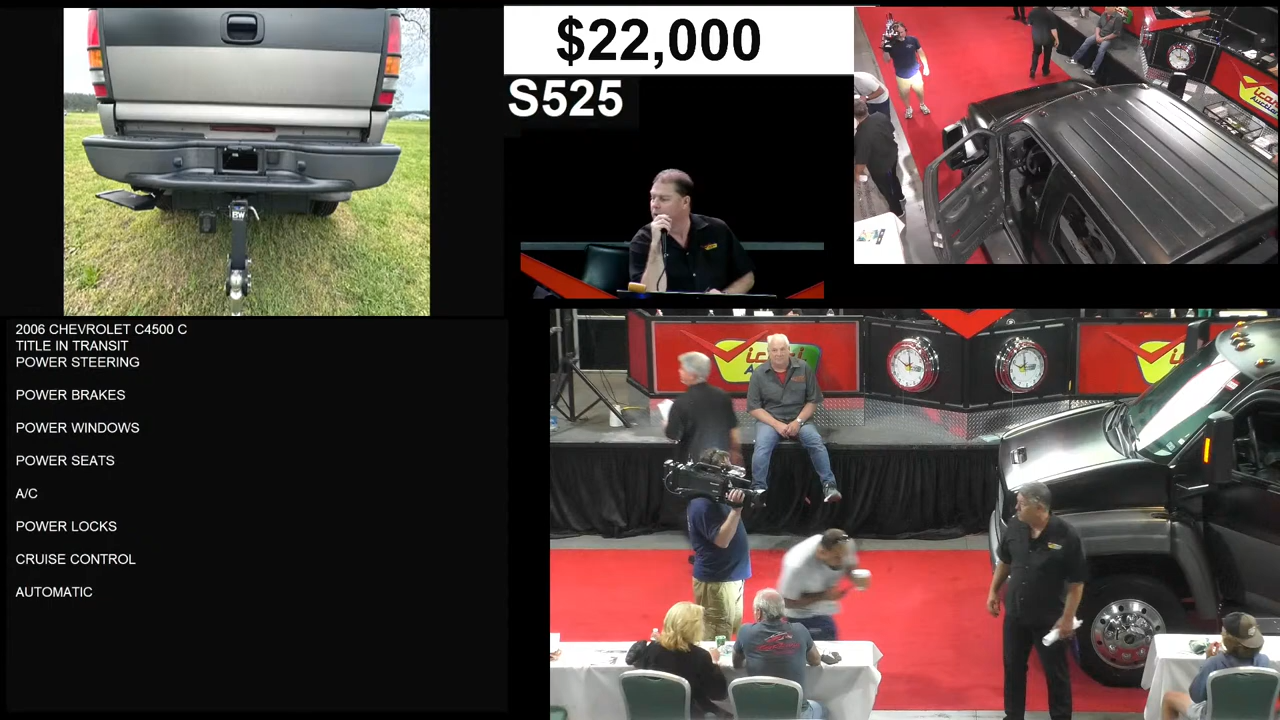 $22,000
S525
BW
2006 CHEVROLET C4500 C
TITLE IN TRANSIT
POWER STEERING
POWER BRAKES
POWER WINDOWS
POWER SEATS
A/C
POWER LOCKS
CRUISE CONTROL
AUTOMATIC